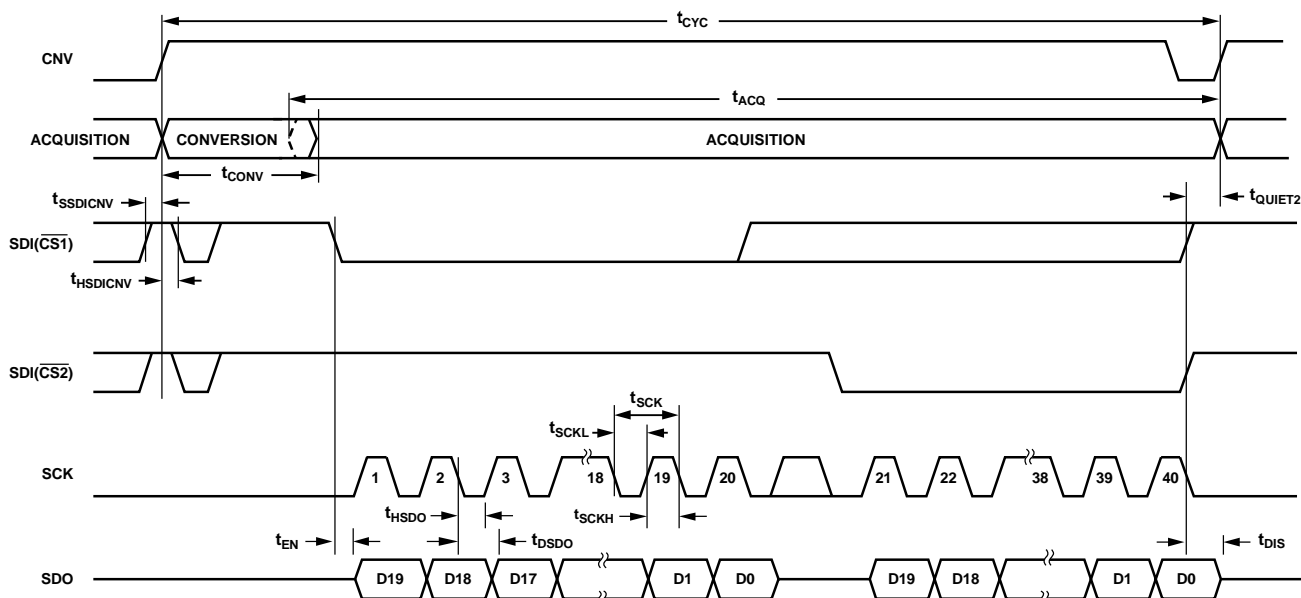 tCYC
CNV
tACQ
ACQUISITION CONVERSION ACQUISITION
tCONV
tSSDICNV
tQUIET2
SDI(CS1)
tHSDICNV
SDI(CS2)
tSCK
tSCKL
SCK 1 2 3 18 19 20 21 22 38 39 40
tHSDO tSCKH
tEN tDSDO tDIS
SDO D19 D18 D17 D1 D0 D19 D18 D1 D0